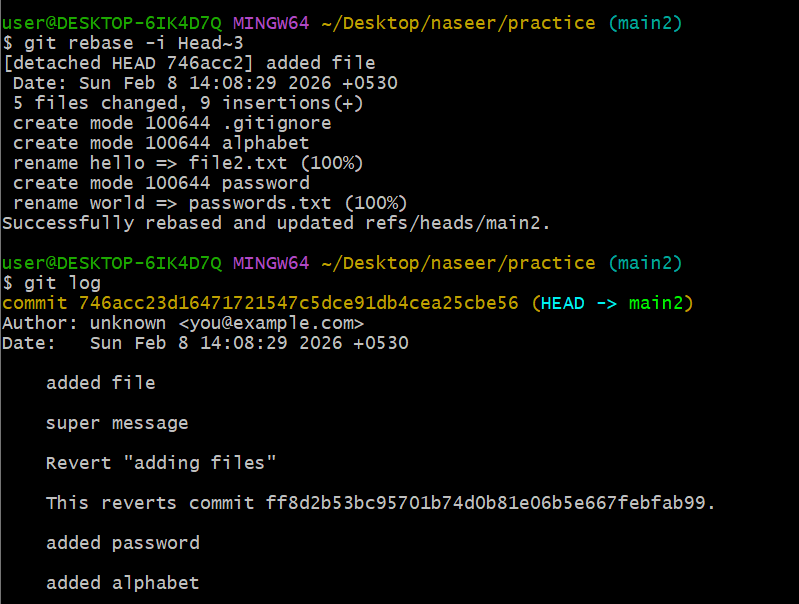 user@DESKTOP-6IK4D7Q MINGW64 ~/Desktop/naseer/practice (main2)
$ git rebase -i Head~3
[detached HEAD 746acc2] added file
 Date: Sun Feb 8 14:08:29 2026 +0530
 5 files changed, 9 insertions(+)
 create mode 100644 .gitignore
 create mode 100644 alphabet
 rename hello => file2.txt (100%)
 create mode 100644 password
 rename world => passwords.txt (100%)
Successfully rebased and updated refs/heads/main2.

user@DESKTOP-6IK4D7Q MINGW64 ~/Desktop/naseer/practice (main2)
$ git log
commit 746acc23d16471721547c5dce91db4cea25cbe56 (HEAD -> main2)
Author: unknown <you@example.com>
Date:   Sun Feb 8 14:08:29 2026 +0530

    added file

    super message

    Revert "adding files"

    This reverts commit ff8d2b53bc95701b74d0b81e06b5e667febfab99.

    added password

    added alphabet